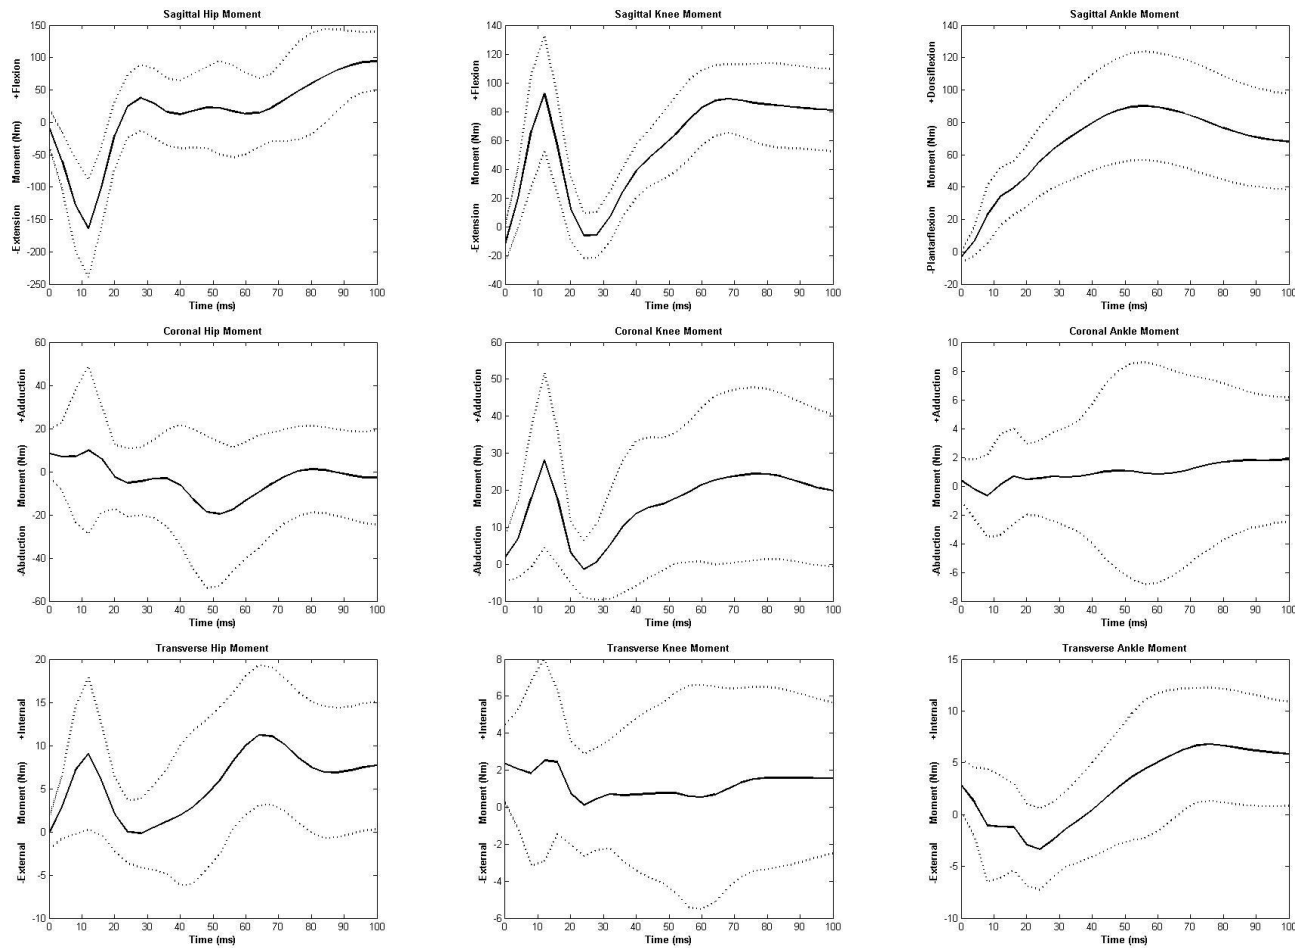 Sagittal Hip Moment
-Extension Moment (Nm) +Flexion
150
100
50
0
-50
-100
-150
-200
-250
0 10 20 30 40 50 60 70 80 90 100
Time (ms)
Sagittal Knee Moment
-Extension Moment (Nm) +Flexion
140
120
100
80
60
40
20
0
-20
-40
0 10 20 30 40 50 60 70 80 90 100
Time (ms)
Sagittal Ankle Moment
-Plantarflexion Moment (Nm) +Dorsiflexion
140
120
100
80
60
40
20
0
-20
0 10 20 30 40 50 60 70 80 90 100
Time (ms)
Coronal Hip Moment
-Abduction Moment (Nm) +Adduction
60
40
20
0
-20
-40
-60
0 10 20 30 40 50 60 70 80 90 100
Time (ms)
Coronal Knee Moment
-Abdcution Moment (Nm) +Adduction
60
50
40
30
20
10
0
-10
0 10 20 30 40 50 60 70 80 90 100
Time (ms)
Coronal Ankle Moment
-Abduction Moment (Nm) +Adduction
10
8
6
4
2
0
-2
-4
-6
-8
0 10 20 30 40 50 60 70 80 90 100
Time (ms)
Transverse Hip Moment
-External Moment (Nm) +Internal
20
15
10
5
0
-5
-10
0 10 20 30 40 50 60 70 80 90 100
Time (ms)
Transverse Knee Moment
-External Moment (Nm) +Internal
8
6
4
2
0
-2
-4
-6
0 10 20 30 40 50 60 70 80 90 100
Time (ms)
Transverse Ankle Moment
-External Moment (Nm) +Internal
15
10
5
0
-5
-10
0 10 20 30 40 50 60 70 80 90 100
Time (ms)